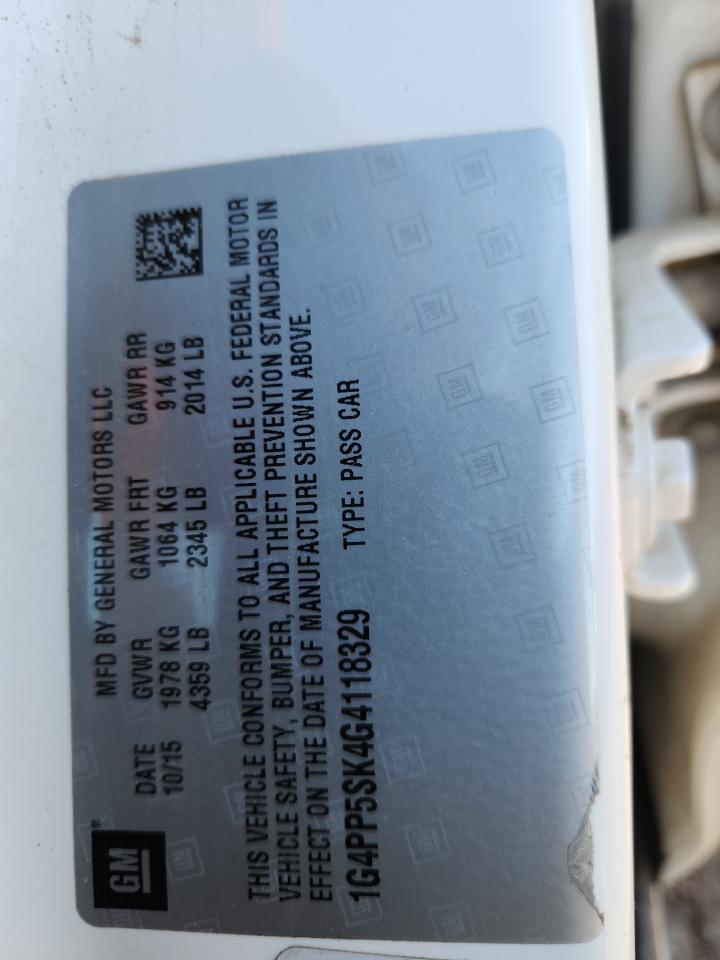 GM
MFD BY GENERAL MOTORS LLC
DATE GVWR GAWR FRT GAWR RR
10/15 1978 KG 1064 KG 914 KG
4359 LB 2345 LB 2014 LB
THIS VEHICLE CONFORMS TO ALL APPLICABLE U.S. FEDERAL MOTOR
VEHICLE SAFETY, BUMPER, AND THEFT PREVENTION STANDARDS IN
EFFECT ON THE DATE OF MANUFACTURE SHOWN ABOVE.
1G4PP5SK4G4118329 TYPE: PASS CAR